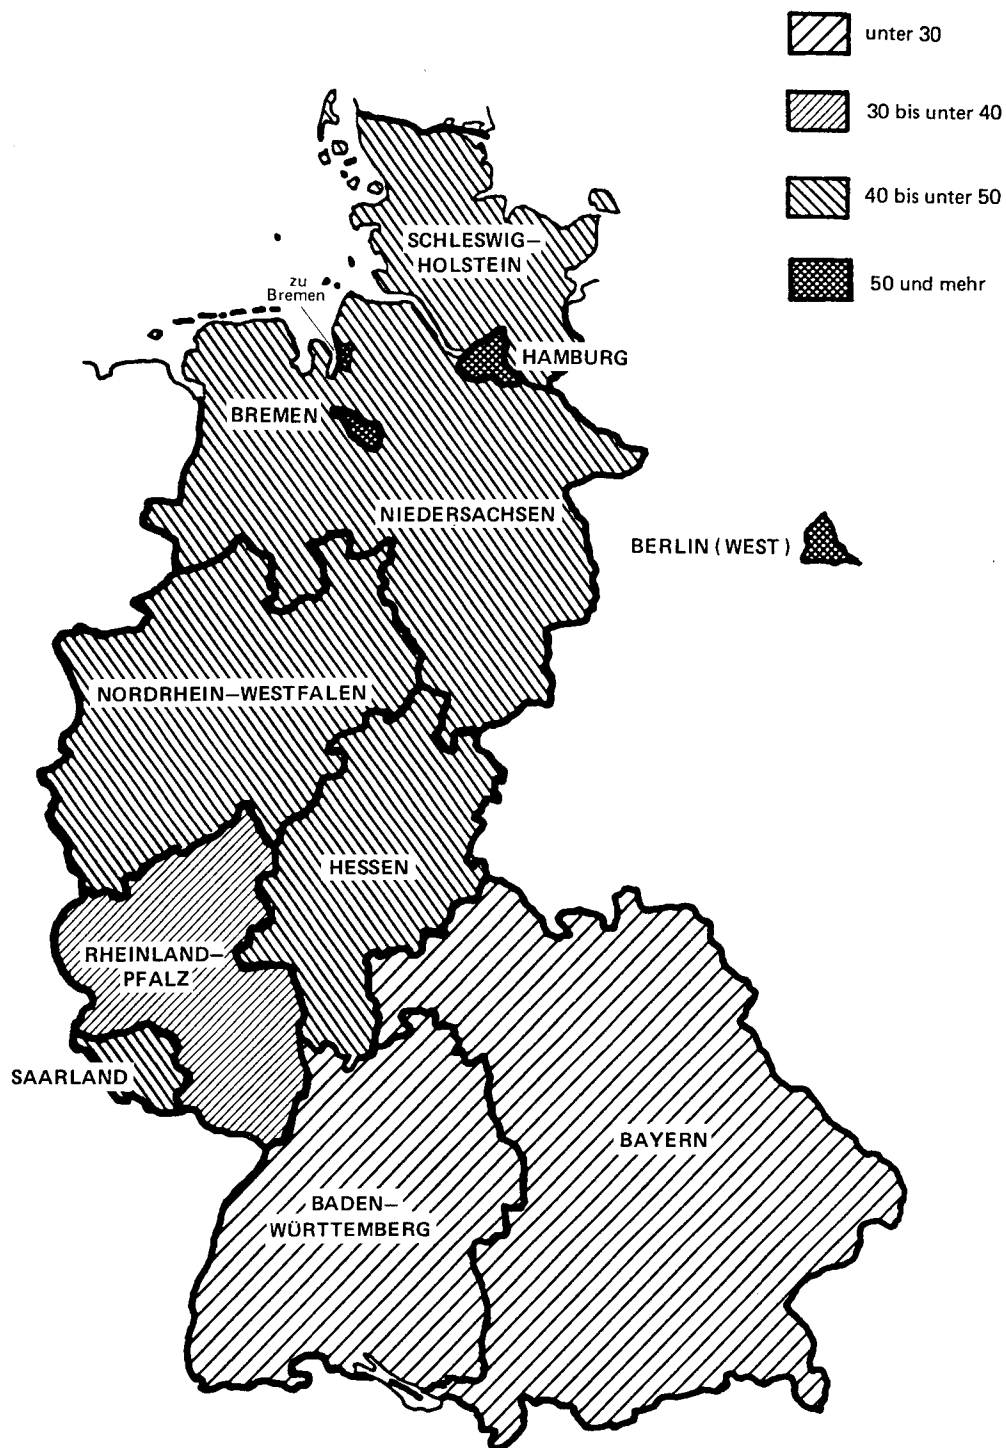 unter 30
30 bis unter 40
40 bis unter 50
50 und mehr
SCHLESWIG—
HOLSTEIN
zu
Bremen
HAMBURG
BREMEN
NIEDERSACHSEN
BERLIN (WEST)
NORDRHEIN—WESTFALEN
HESSEN
RHEINLAND—
PFALZ
SAARLAND
BAYERN
BADEN—
WÜRTTEMBERG